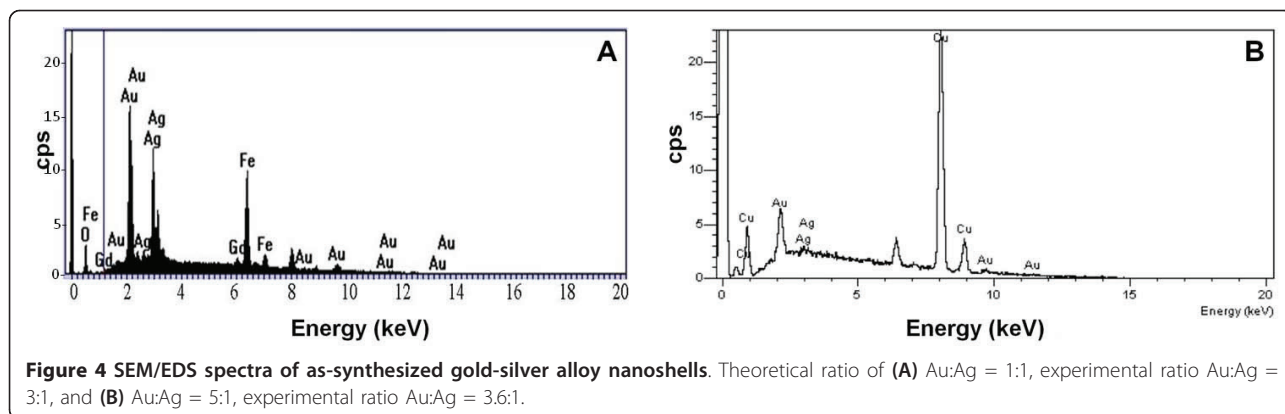 A
20
15
10
5
0
cps
Au
Au
Ag
Ag
Fe
Fe
O
Au
Ag
Gd
Gd
Fe
Au
Au
Au
Au
Au
Au
0 2 4 6 8 10 12 14 16 18 20
Energy (keV)
B
20
15
10
5
0
cps
Cu
Cu
Au
Ag
Ag
Cu
Au
Au
0 5 10 15 20
Energy (keV)
Energy (keV)
Figure 4 SEM/EDS spectra of as-synthesized gold-silver alloy nanoshells. Theoretical ratio of (A) Au:Ag = 1:1, experimental ratio Au:Ag =
3:1, and (B) Au:Ag = 5:1, experimental ratio Au:Ag = 3.6:1.